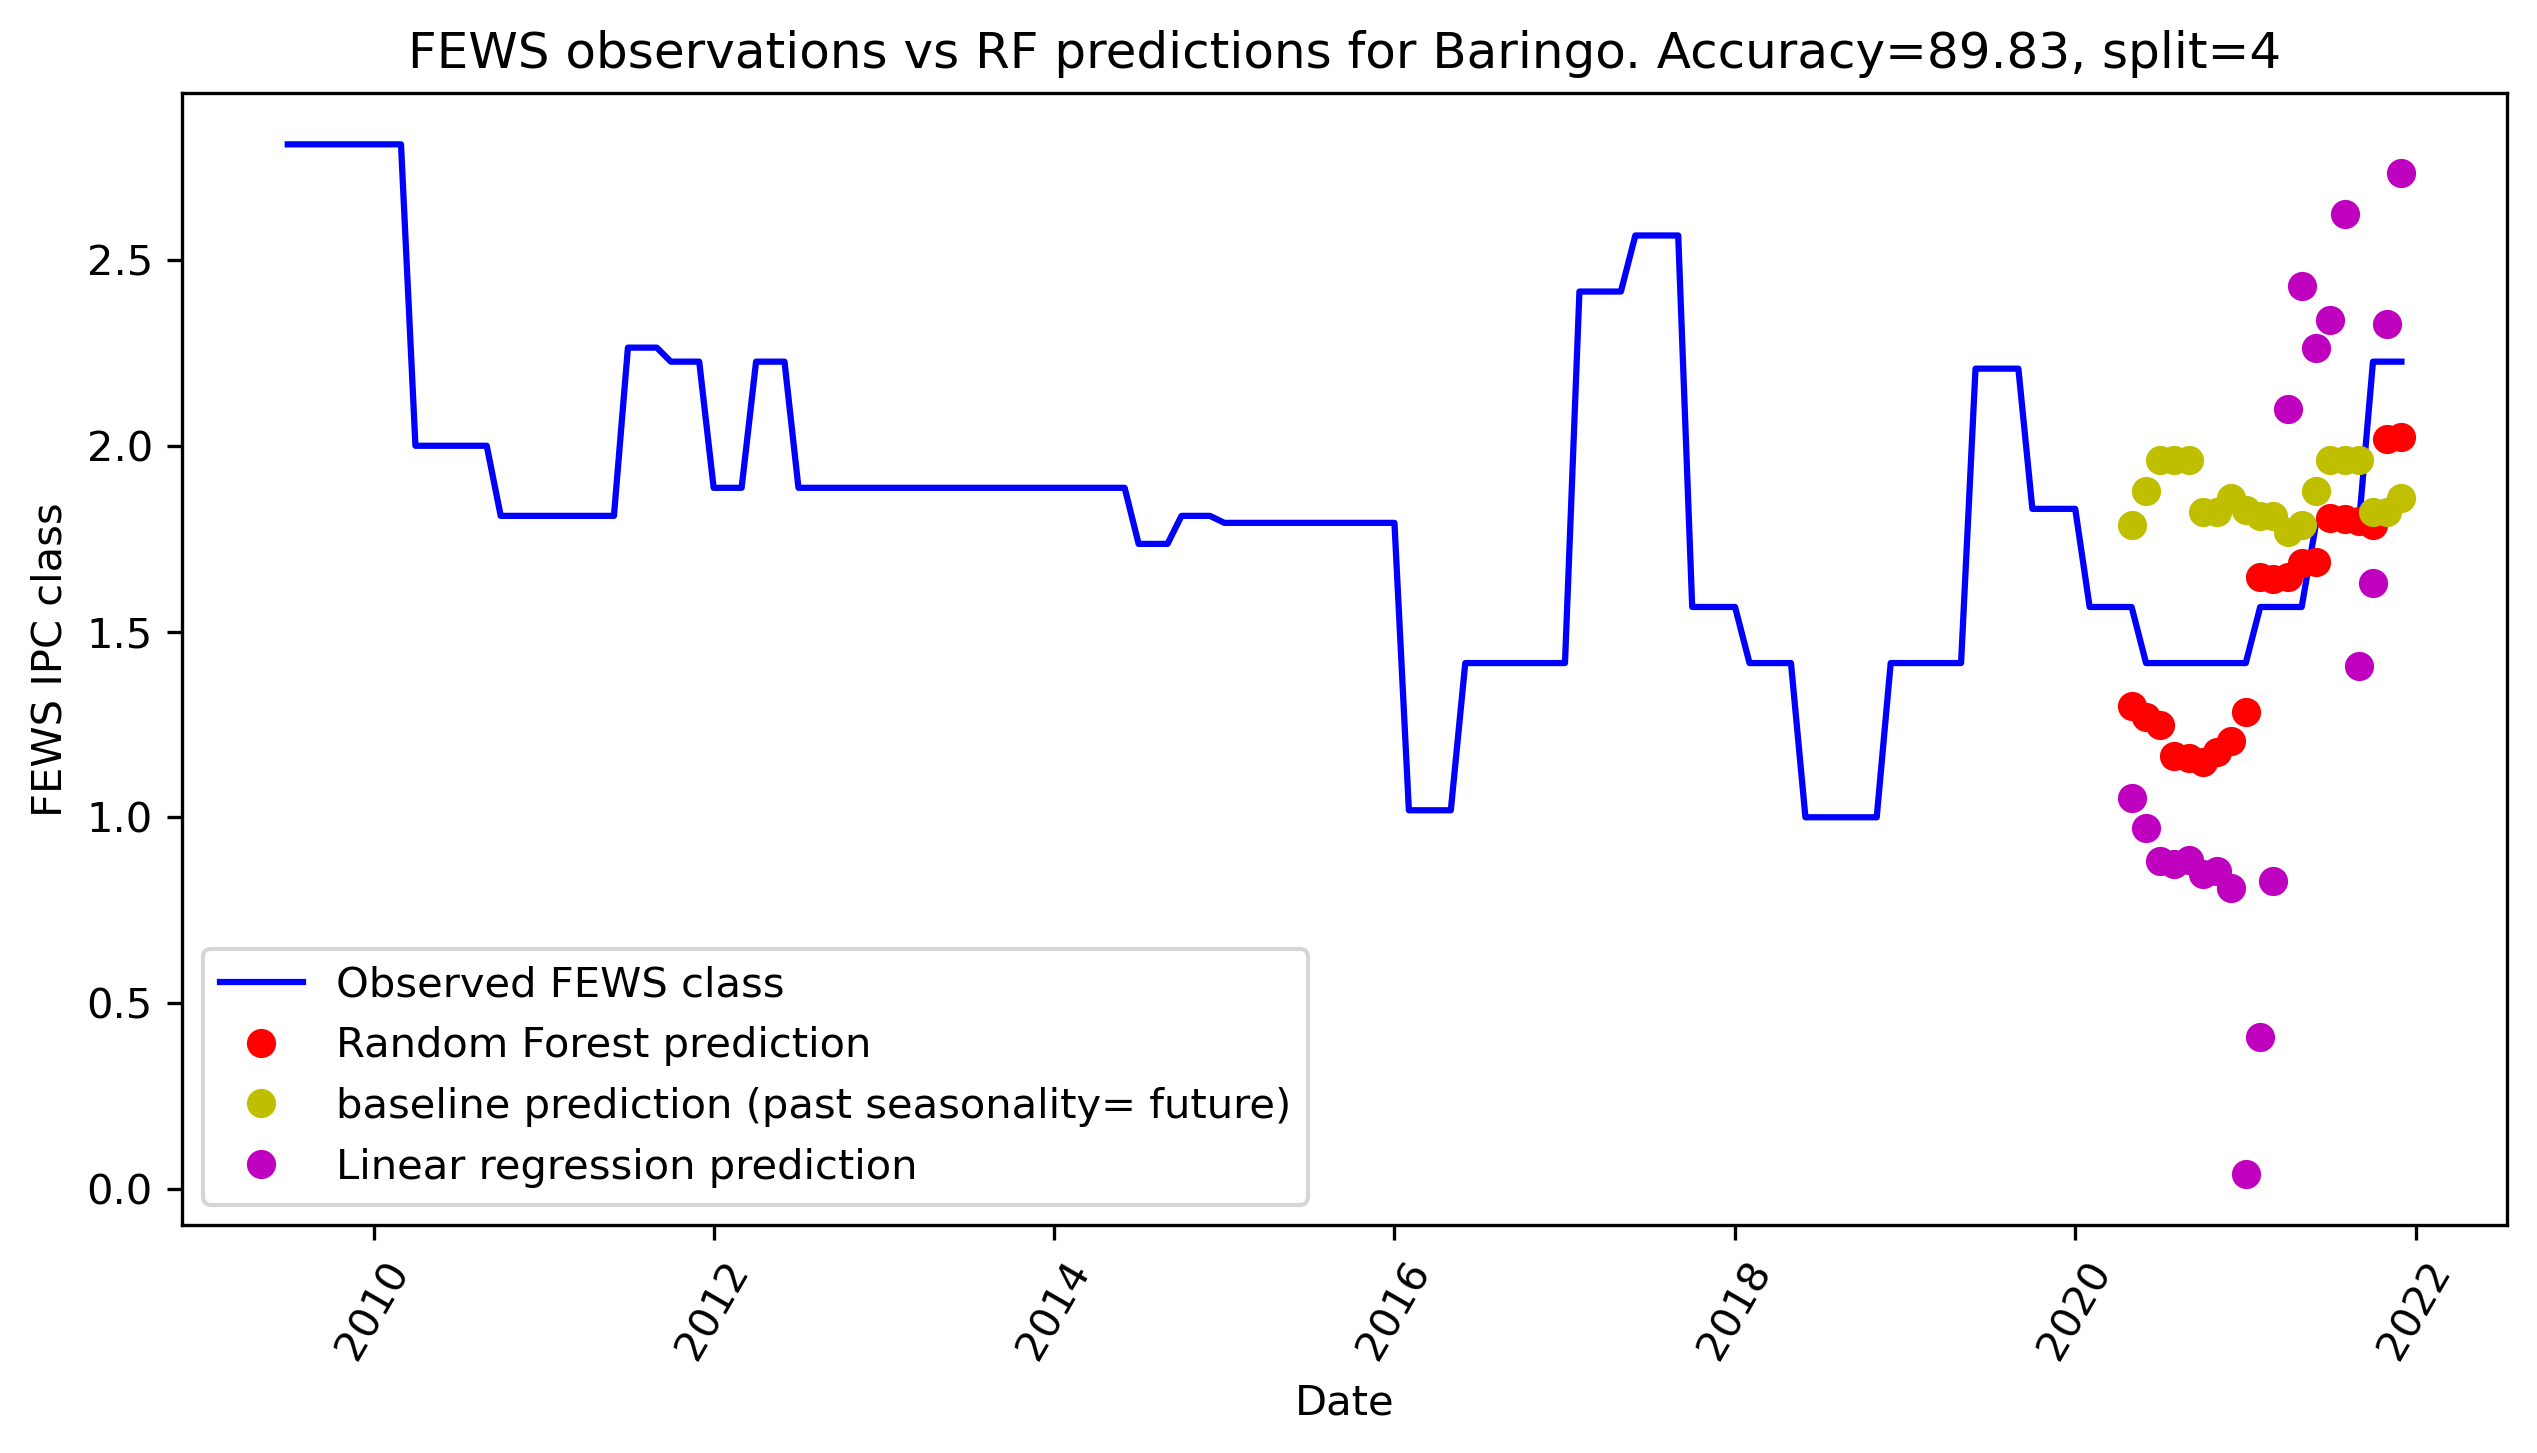 FEWS observations vs RF predictions for Baringo. Accuracy=89.83, split=4
FEWS IPC class
2.5
2.0
1.5
1.0
0.5
0.0
Observed FEWS class
Random Forest prediction
baseline prediction (past seasonality= future)
Linear regression prediction
2010
2012
2014
2016
2018
2020
2022
Date